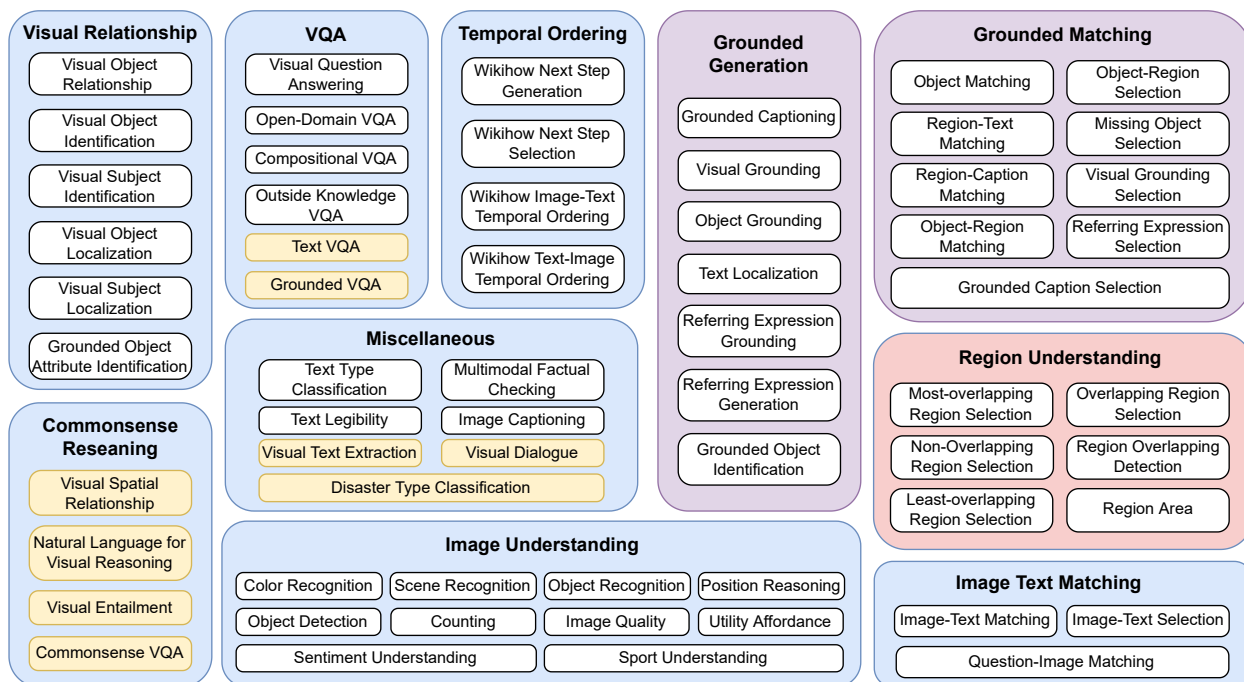 Visual Relationship
Visual Object
Relationship
Visual Object
Identification
Visual Subject
Identification
Visual Object
Localization
Visual Subject
Localization
Grounded Object
Attribute Identification
Commonsense
Reseaning
Visual Spatial
Relationship
Natural Language for
Visual Reasoning
Visual Entailment
Commonsense VQA
VQA
Visual Question
Answering
Open-Domain VQA
Compositional VQA
Outside Knowledge
VQA
Text VQA
Grounded VQA
Temporal Ordering
Wikihow Next Step
Generation
Wikihow Next Step
Selection
Wikihow Image-Text
Temporal Ordering
Wikihow Text-Image
Temporal Ordering
Miscellaneous
Text Type
Classification
Multimodal Factual
Checking
Text Legibility
Image Captioning
Visual Text Extraction
Visual Dialogue
Disaster Type Classification
Grounded
Generation
Grounded Captioning
Visual Grounding
Object Grounding
Text Localization
Referring Expression
Grounding
Referring Expression
Generation
Grounded Object
Identification
Image Understanding
Color Recognition
Scene Recognition
Object Recognition
Position Reasoning
Object Detection
Counting
Image Quality
Utility Affordance
Sentiment Understanding
Sport Understanding
Grounded Matching
Object Matching
Object-Region
Selection
Region-Text
Matching
Missing Object
Selection
Region-Caption
Matching
Visual Grounding
Selection
Object-Region
Matching
Referring Expression
Selection
Grounded Caption Selection
Region Understanding
Most-overlapping
Region Selection
Overlapping Region
Selection
Non-Overlapping
Region Selection
Region Overlapping
Detection
Least-overlapping
Region Selection
Region Area
Image Text Matching
Image-Text Matching
Image-Text Selection
Question-Image Matching